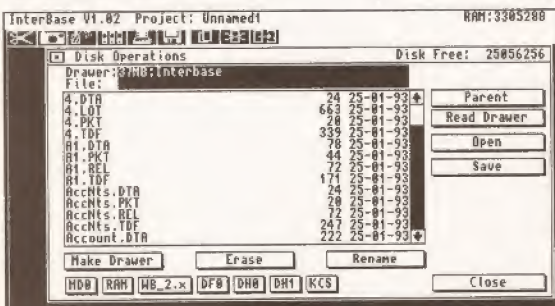 InterBase V1.02 Project: Unnamed1 RAM:3305288
Disk Operations Disk Free: 25056256
Drawer: Interbase
File:
4.DTA 24 25-01-93
4.LOT 663 25-01-93
4.PKT 20 25-01-93
4.TDF 339 25-01-93
A1.DTA 78 25-01-93
A1.PKT 44 25-01-93
A1.REL 72 25-01-93
A1.TDF 171 25-01-93
AccNts.DTA 24 25-01-93
AccNts.PKT 20 25-01-93
AccNts.REL 72 25-01-93
AccNts.TDF 247 25-01-93
Account.DTA 222 25-01-93
Parent
Read Drawer
Open
Save
Make Drawer Erase Rename
RAM WB_2.x DF0 DH0 DH1 KCS Close